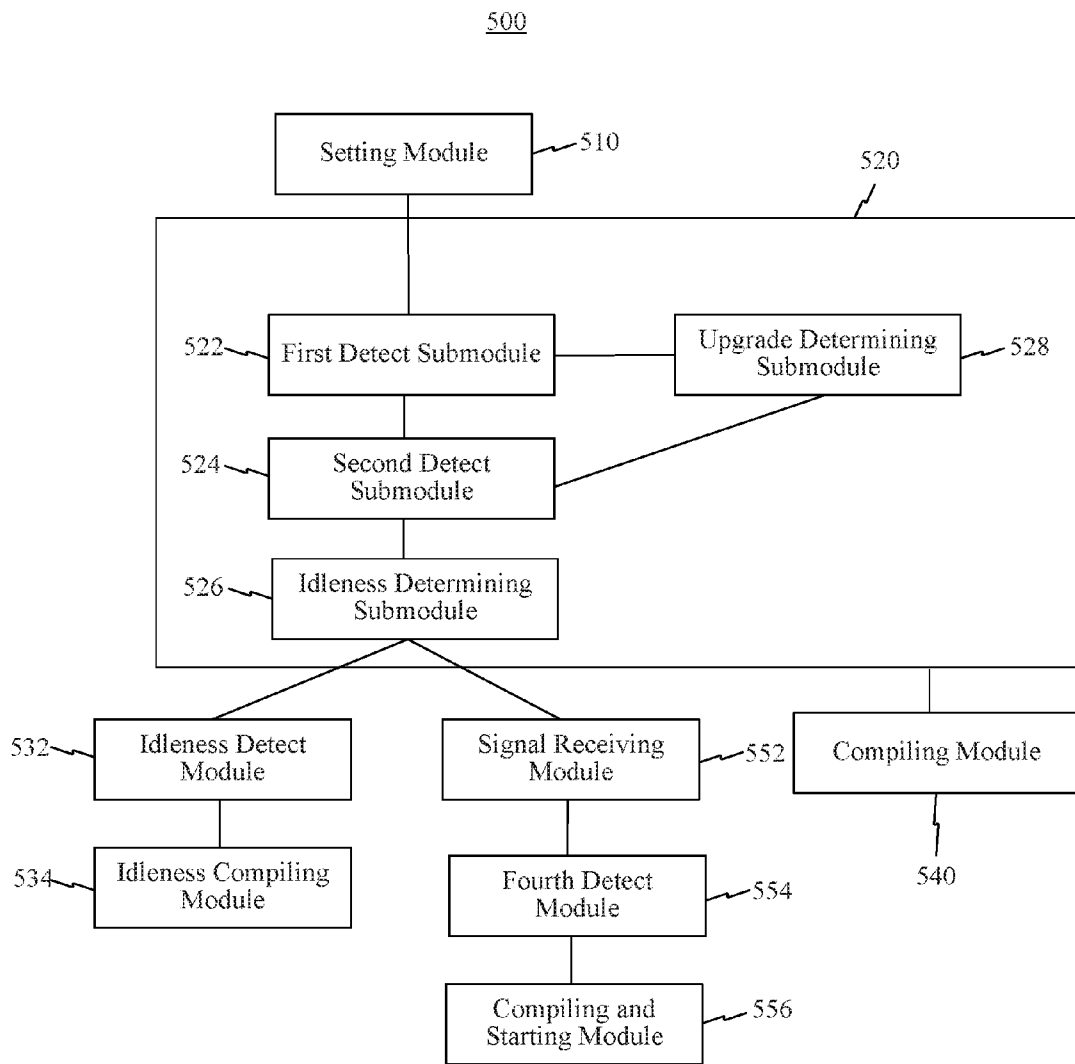 500
Setting Module
510
520
522
First Detect Submodule
Upgrade Determining
Submodule
528
524
Second Detect
Submodule
526
Idleness Determining
Submodule
532
Idleness Detect
Module
Signal Receiving
Module
552
Compiling Module
540
534
Idleness Compiling
Module
Fourth Detect
Module
554
Compiling and
Starting Module
556